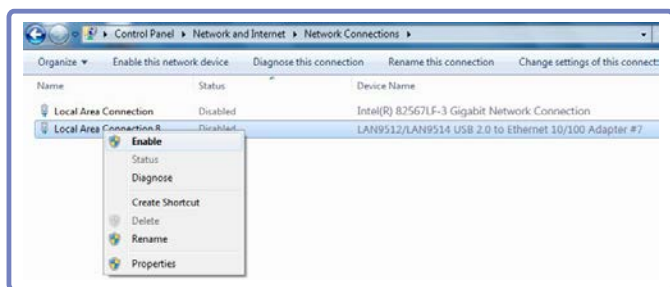 Control Panel ▸ Network and Internet ▸ Network Connections ▸
Organize ▾ Enable this network device Diagnose this connection Rename this connection Change settings of this connect
Name Status Device Name
Local Area Connection Disabled Intel(R) 82567LF-3 Gigabit Network Connection
Local Area Connection 8 Disabled LAN9512/LAN9514 USB 2.0 to Ethernet 10/100 Adapter #7
Enable
Status
Diagnose
Create Shortcut
Delete
Rename
Properties